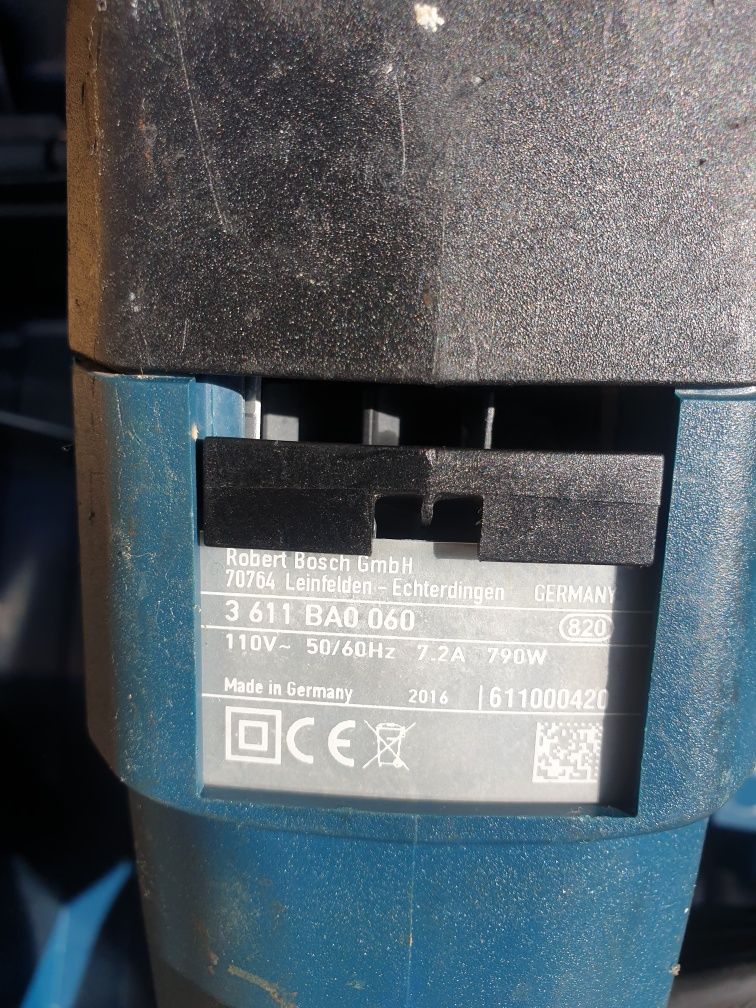 Robert Bosch GmbH
70764 Leinfelden - Echterdingen GERMANY
3 611 BA0 060 820
110V~ 50/60Hz 7.2A 790W
Made in Germany 2016 611000420
CE